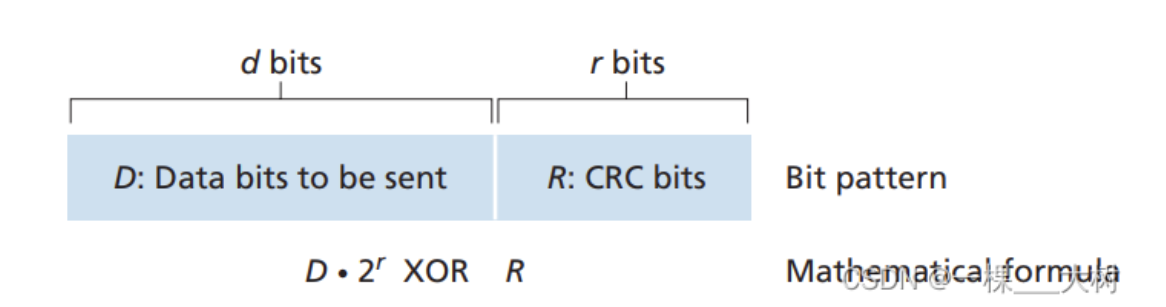 d bits r bits
D: Data bits to be sent R: CRC bits Bit pattern
D • 2^r XOR R Mathematical formula
CSDN @一棵___大树